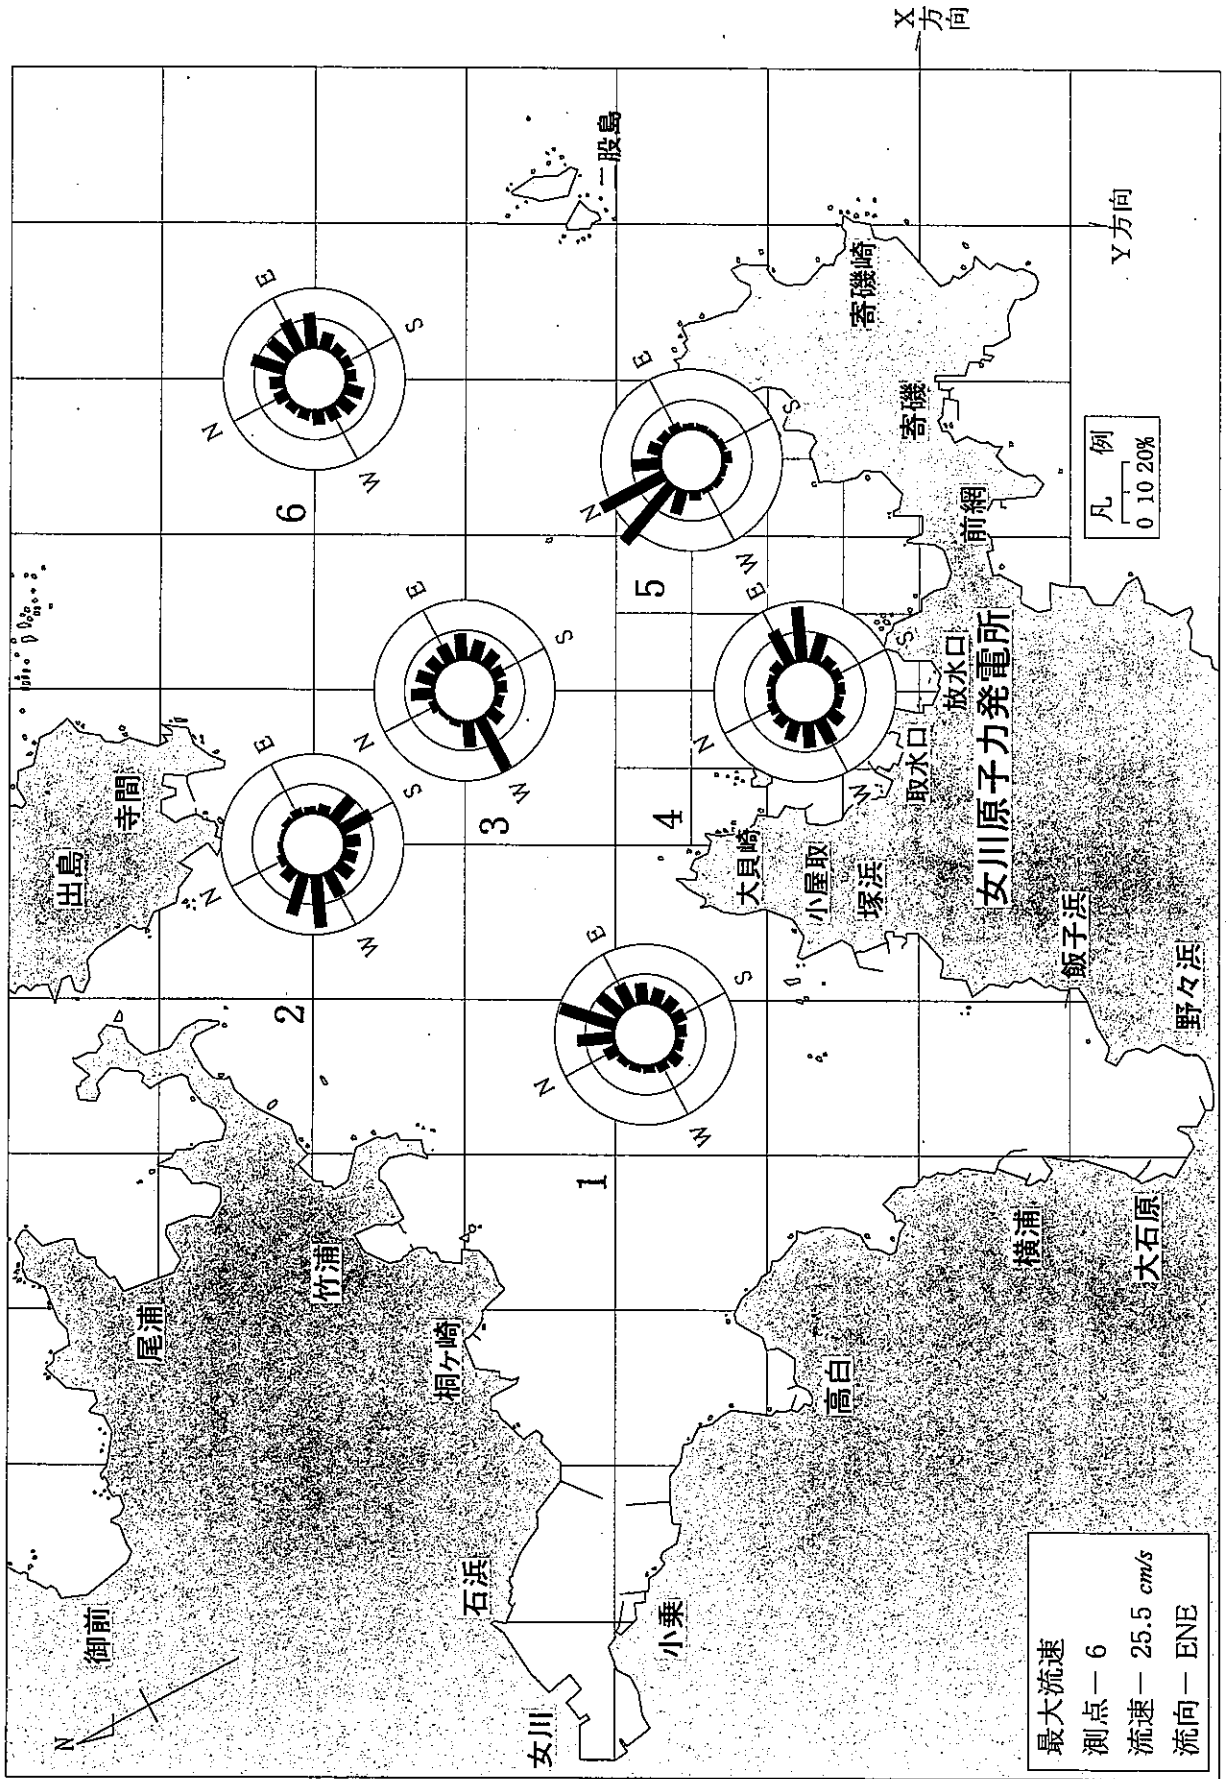 X方向
Y方向
二股島
寄磯崎
寄磯
前網
凡 例
0 10 20%
女川原子力発電所
放水口
取水口
大貝崎
小屋取
塚浜
飯子浜
野々浜
横浦
大石原
高白
小乗
女川
石浜
桐ヶ崎
竹浦
尾浦
御前
出島
寺間
N
1
N
E
S
W
2
N
E
S
W
3
N
E
S
W
4
N
E
S
W
5
N
E
S
W
6
N
E
S
W
最大流速
測点－6
流速－25.5 cm/s
流向－ENE